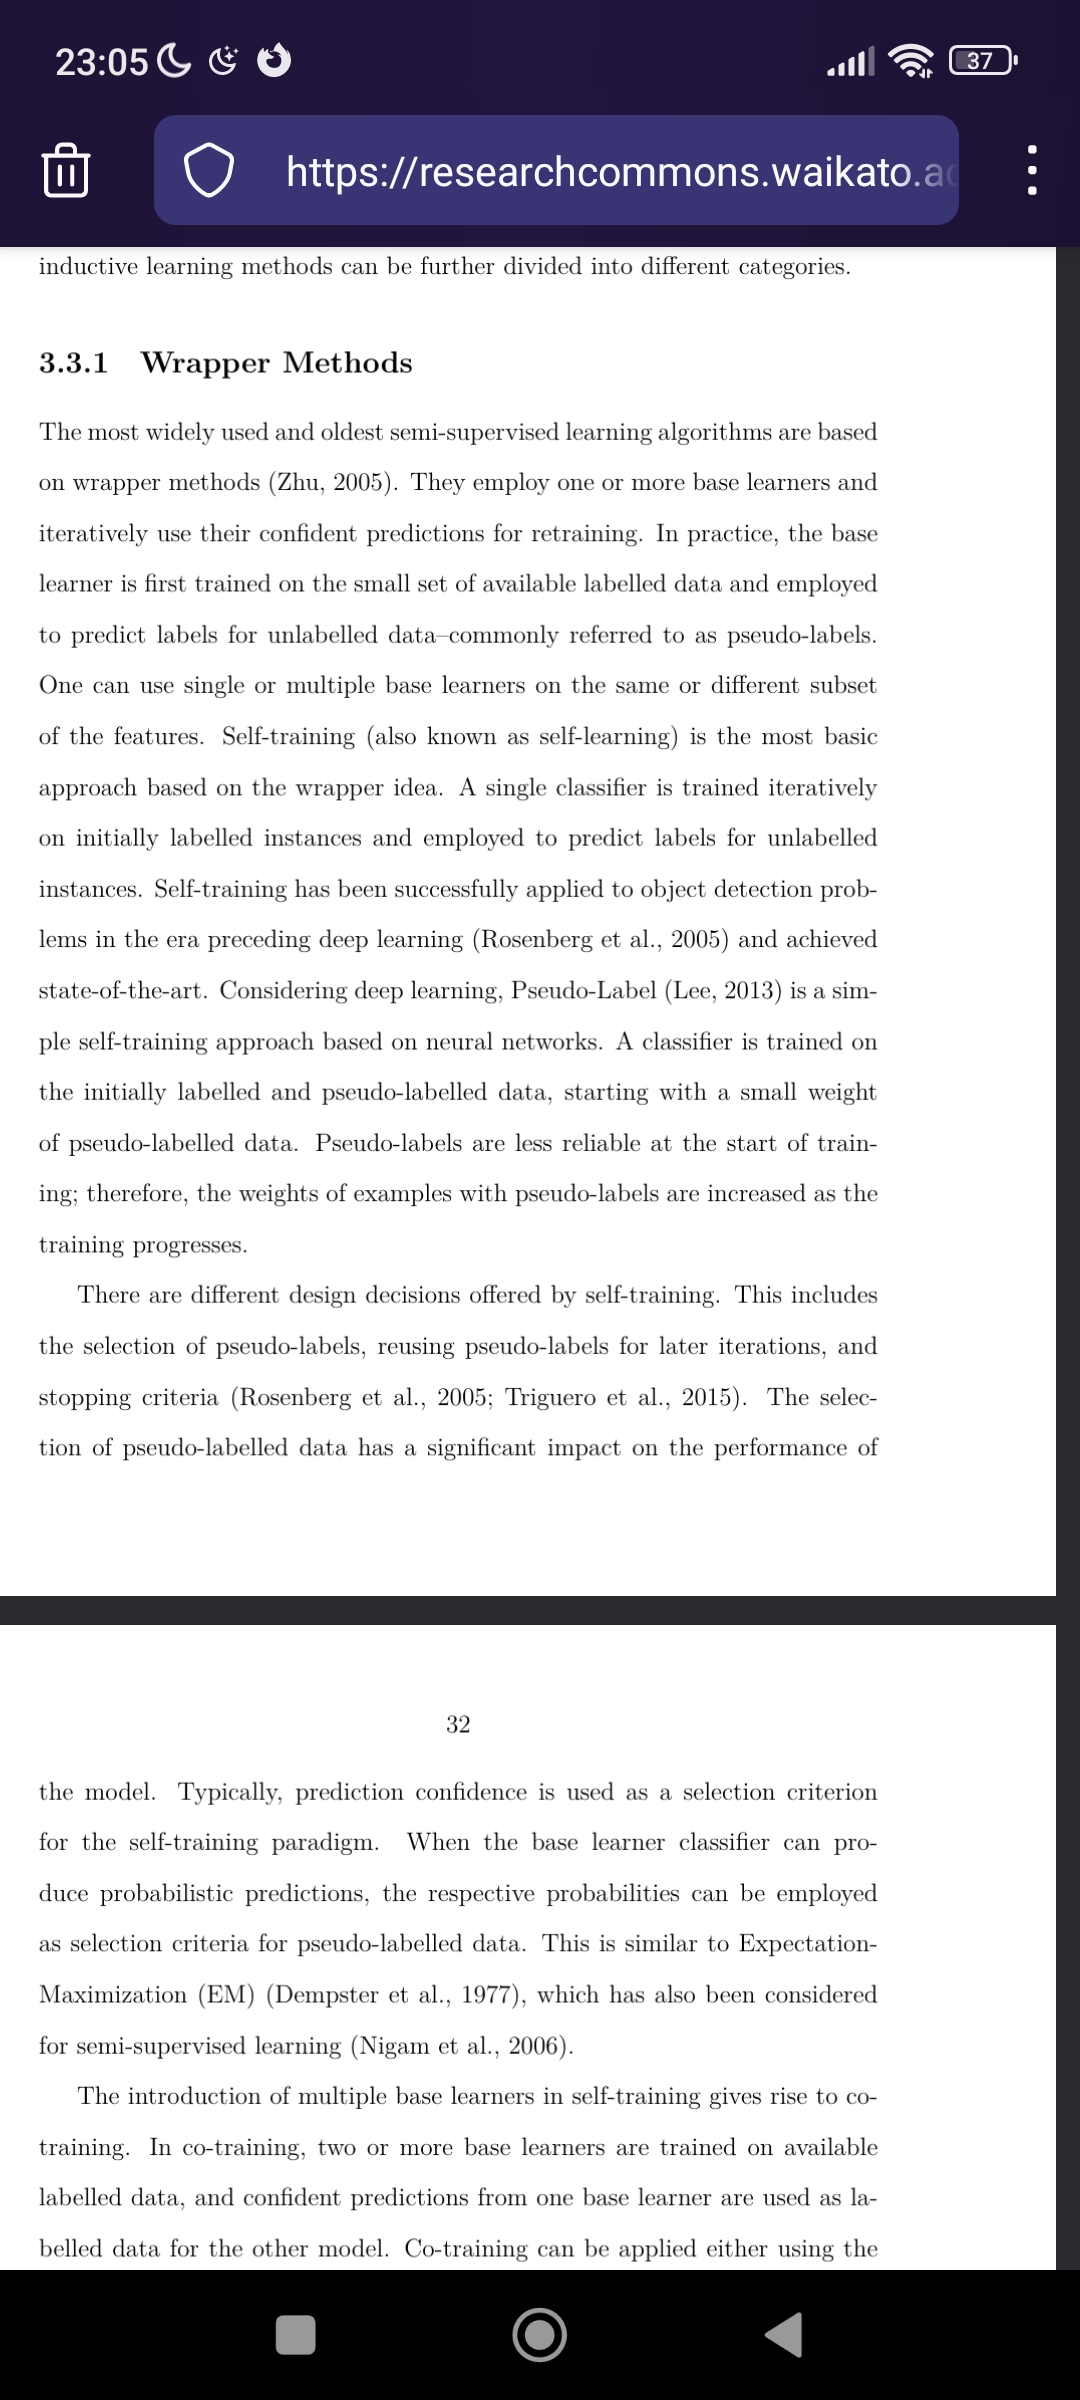 23:05
37
https://researchcommons.waikato.ac
inductive learning methods can be further divided into different categories.
3.3.1 Wrapper Methods
The most widely used and oldest semi-supervised learning algorithms are based
on wrapper methods (Zhu, 2005). They employ one or more base learners and
iteratively use their confident predictions for retraining. In practice, the base
learner is first trained on the small set of available labelled data and employed
to predict labels for unlabelled data–commonly referred to as pseudo-labels.
One can use single or multiple base learners on the same or different subset
of the features. Self-training (also known as self-learning) is the most basic
approach based on the wrapper idea. A single classifier is trained iteratively
on initially labelled instances and employed to predict labels for unlabelled
instances. Self-training has been successfully applied to object detection prob-
lems in the era preceding deep learning (Rosenberg et al., 2005) and achieved
state-of-the-art. Considering deep learning, Pseudo-Label (Lee, 2013) is a sim-
ple self-training approach based on neural networks. A classifier is trained on
the initially labelled and pseudo-labelled data, starting with a small weight
of pseudo-labelled data. Pseudo-labels are less reliable at the start of train-
ing; therefore, the weights of examples with pseudo-labels are increased as the
training progresses.
There are different design decisions offered by self-training. This includes
the selection of pseudo-labels, reusing pseudo-labels for later iterations, and
stopping criteria (Rosenberg et al., 2005; Triguero et al., 2015). The selec-
tion of pseudo-labelled data has a significant impact on the performance of
32
the model. Typically, prediction confidence is used as a selection criterion
for the self-training paradigm. When the base learner classifier can pro-
duce probabilistic predictions, the respective probabilities can be employed
as selection criteria for pseudo-labelled data. This is similar to Expectation-
Maximization (EM) (Dempster et al., 1977), which has also been considered
for semi-supervised learning (Nigam et al., 2006).
The introduction of multiple base learners in self-training gives rise to co-
training. In co-training, two or more base learners are trained on available
labelled data, and confident predictions from one base learner are used as la-
belled data for the other model. Co-training can be applied either using the